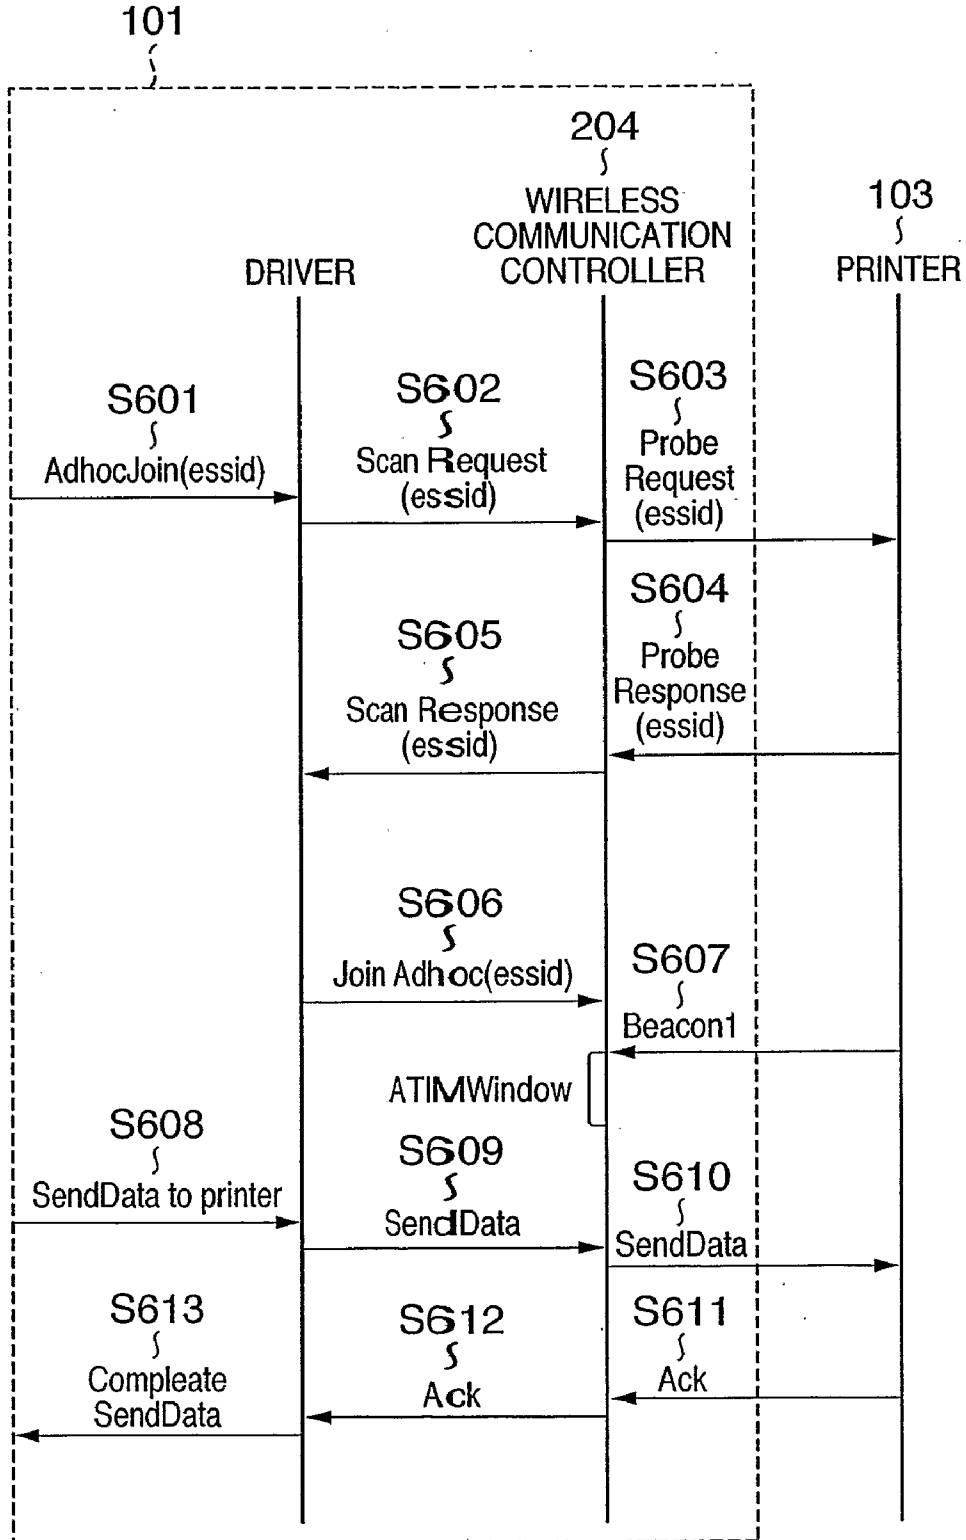 101
204
WIRELESS
COMMUNICATION
CONTROLLER
103
PRINTER
DRIVER
S601
AdhocJoin(essid)
S602
Scan Request
(essid)
S603
Probe
Request
(essid)
S604
Probe
Response
(essid)
S605
Scan Response
(essid)
S606
Join Adhoc(essid)
S607
Beacon1
ATIMWindow
S608
SendData to printer
S609
SendData
S610
SendData
S611
Ack
S612
Ack
S613
Compleate
SendData